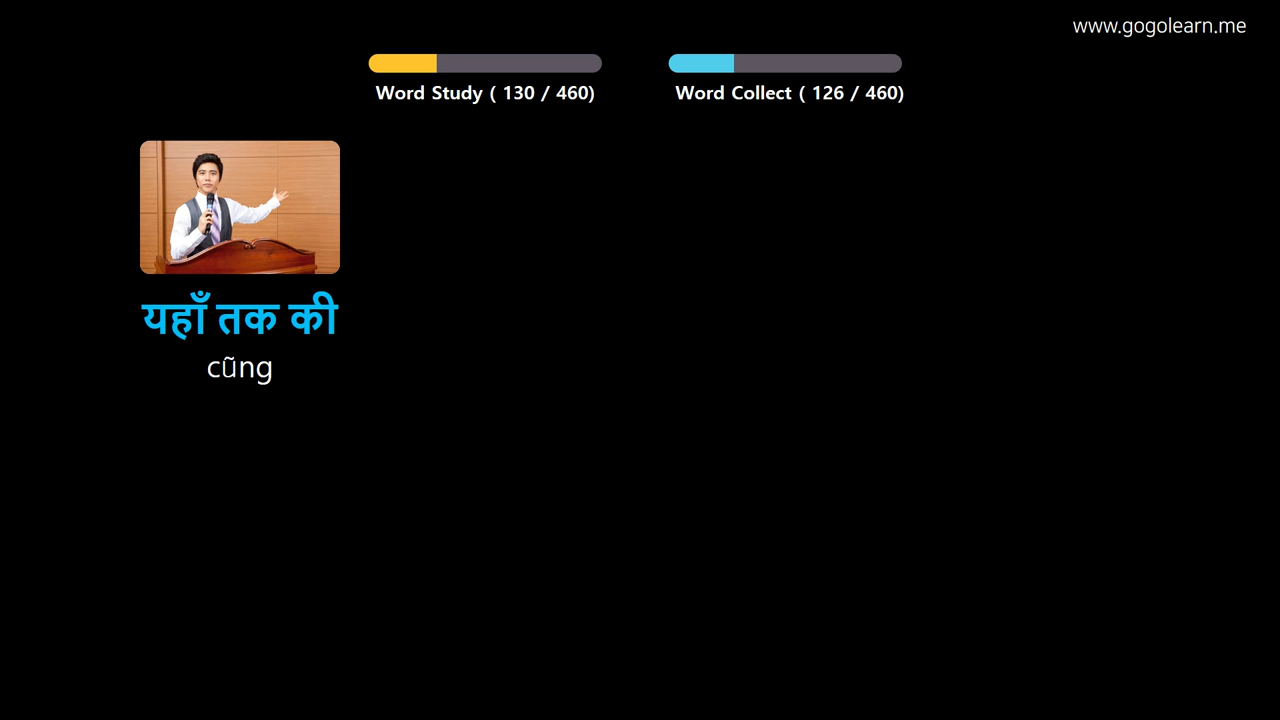 www.gogolearn.me
Word Study ( 130 / 460)
Word Collect ( 126 / 460)
यहाँ तक की
cũng